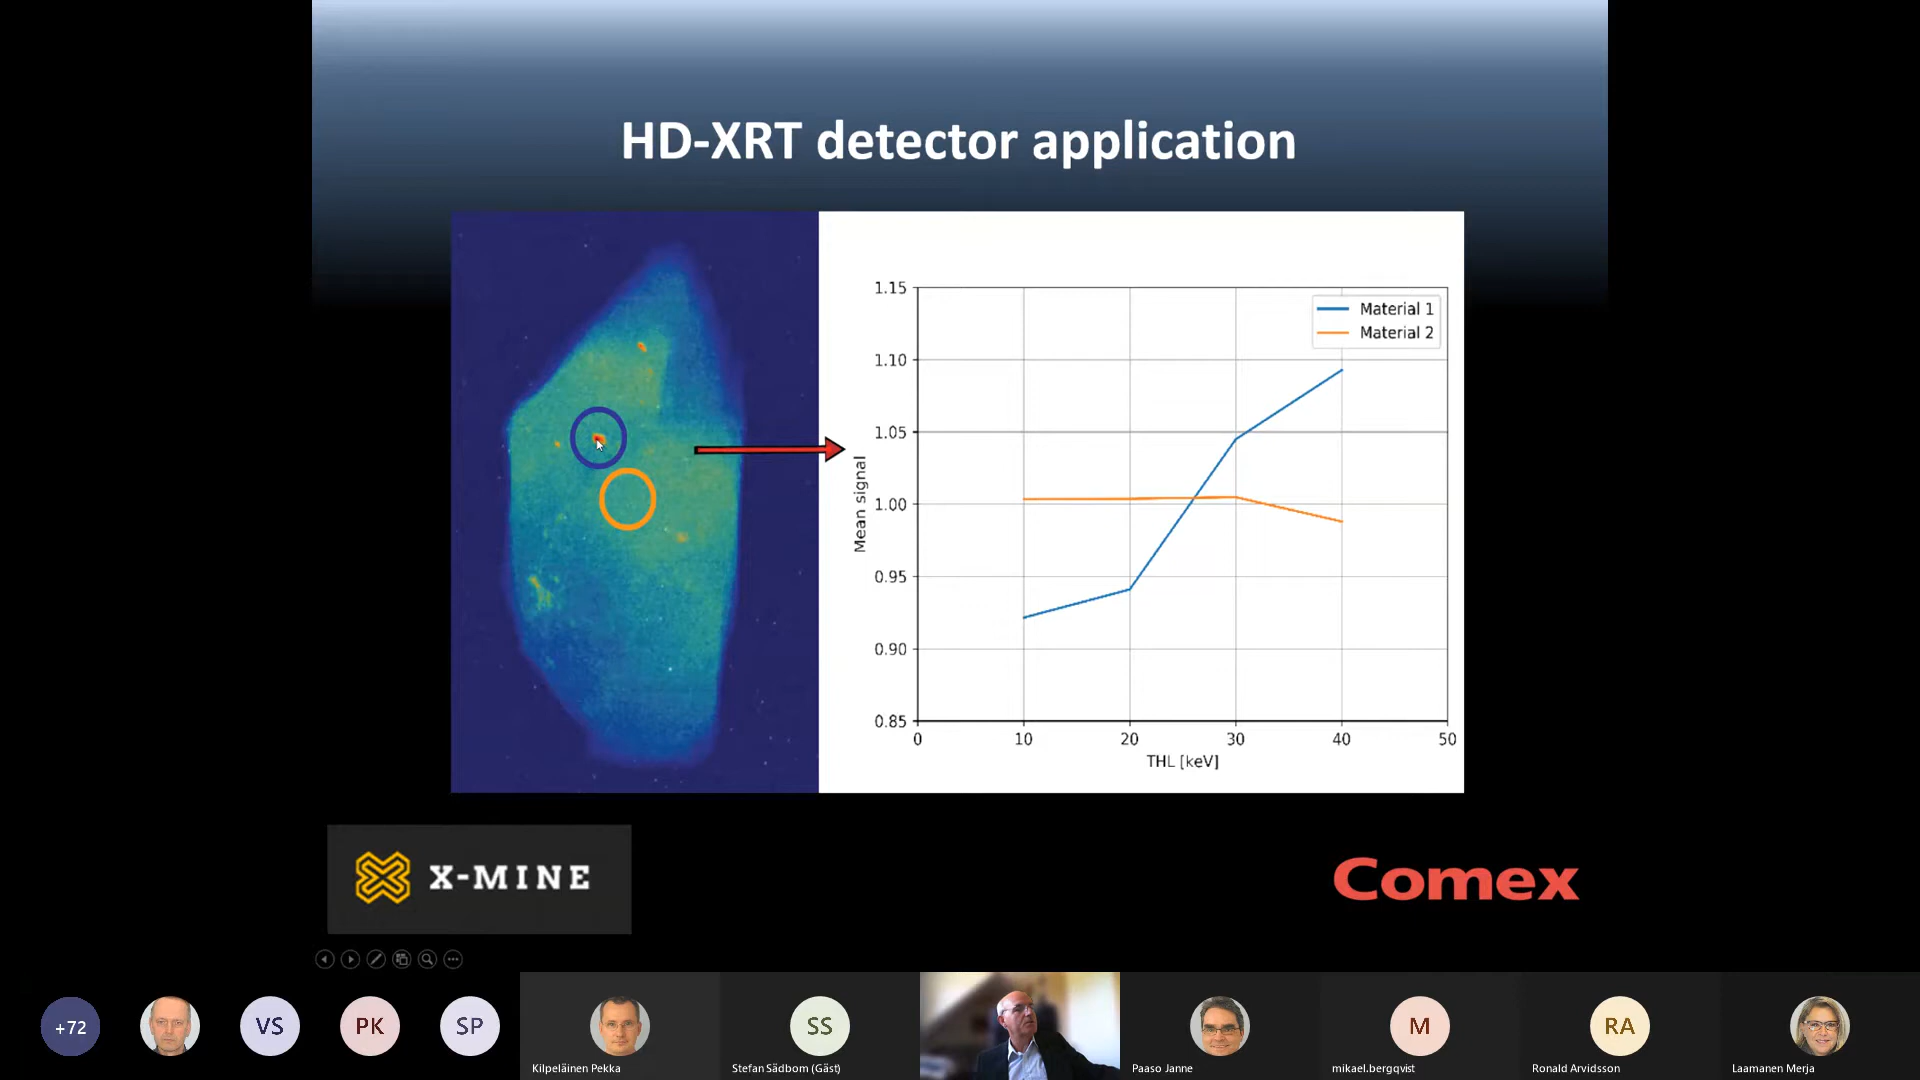 HD-XRT detector application
1.15
1.10
1.05
1.00
0.95
0.90
0.85
Mean signal
Material 1
Material 2
0 10 20 30 40 50
THL [keV]
X-MINE
Comex
+72
VS
PK
SP
Kilpeläinen Pekka
SS
Stefan Sädbom (Gäst)
Paaso Janne
M
mikael.bergqvist
RA
Ronald Arvidsson
Laamanen Merja